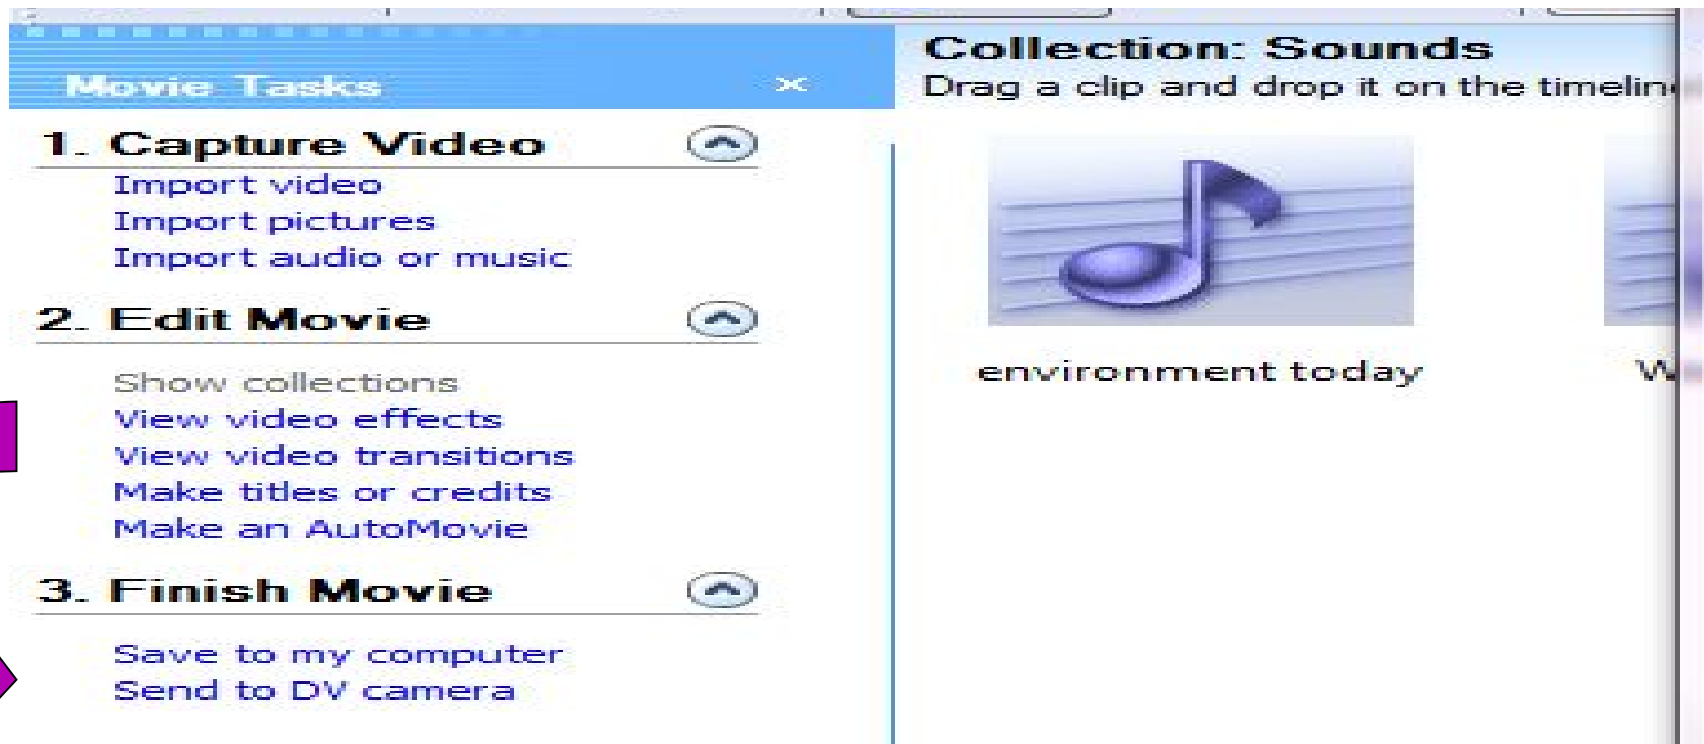 Movie Tasks
1. Capture Video
Import video
Import pictures
Import audio or music
2. Edit Movie
Show collections
View video effects
View video transitions
Make titles or credits
Make an AutoMovie
3. Finish Movie
Save to my computer
Send to DV camera
Collection: Sounds
Drag a clip and drop it on the
environment today